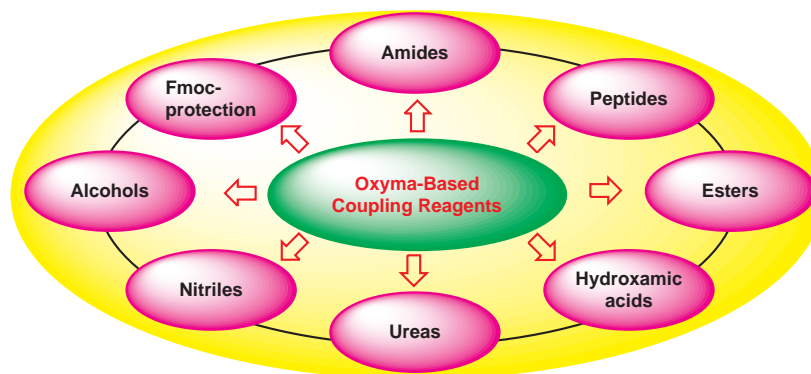 Amides
Fmoc-
protection
Peptides
Alcohols
Oxyma-Based
Coupling Reagents
Esters
Nitriles
Hydroxamic
acids
Ureas